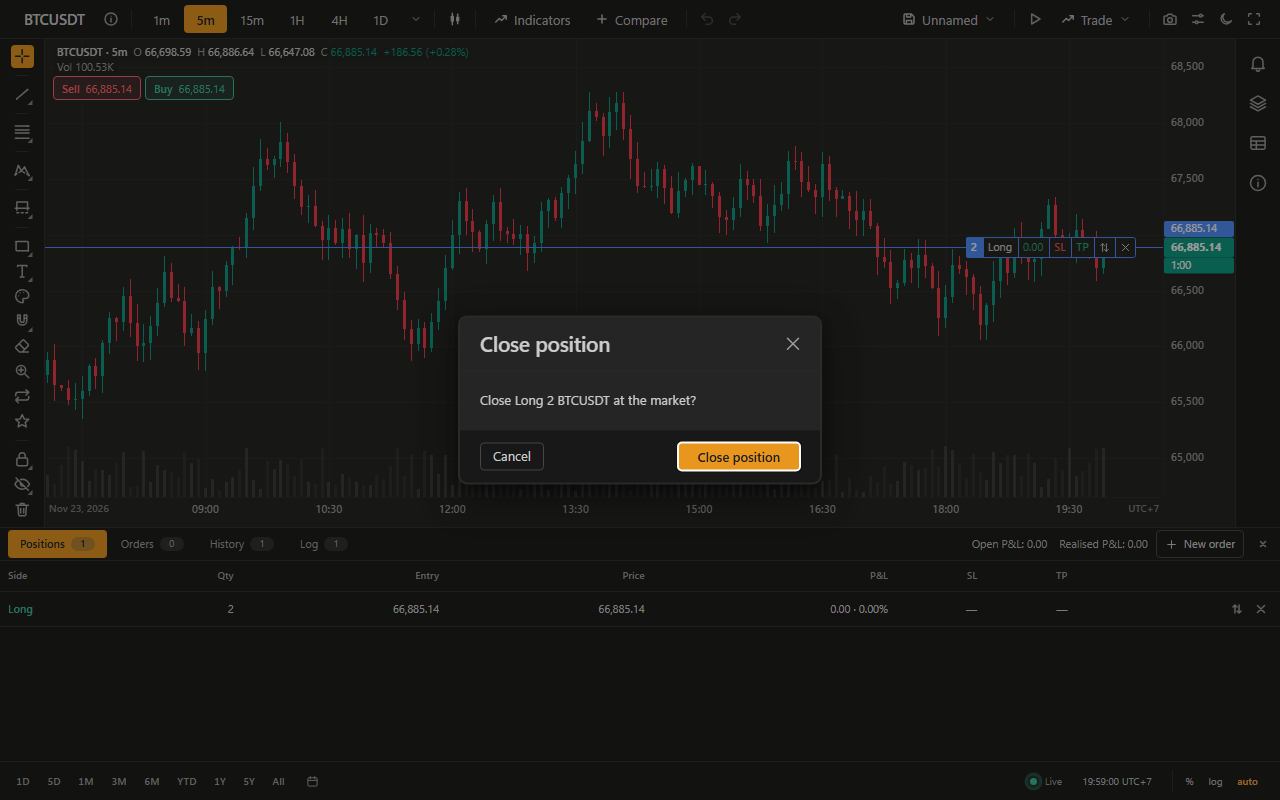 BTCUSDT 1m 5m 15m 1H 4H 1D Indicators Compare Unnamed Trade
BTCUSDT · 5m O 66,698.59 H 66,886.64 L 66,647.08 C 66,885.14 +186.56 (+0.28%)
Vol 100.53K
Sell 66,885.14 Buy 66,885.14
68,500
68,000
67,500
66,885.14
2 Long 0.00 SL TP 66,885.14
1:00
66,500
66,000
65,500
65,000
Close position
Close Long 2 BTCUSDT at the market?
Cancel Close position
Nov 23, 2026 09:00 10:30 12:00 13:30 15:00 16:30 18:00 19:30 UTC+7
Positions 1 Orders 0 History 1 Log 1 Open P&L: 0.00 Realised P&L: 0.00 New order
Side Qty Entry Price P&L SL TP
Long 2 66,885.14 66,885.14 0.00 · 0.00% — —
1D 5D 1M 3M 6M YTD 1Y 5Y All Live 19:59:00 UTC+7 % log auto